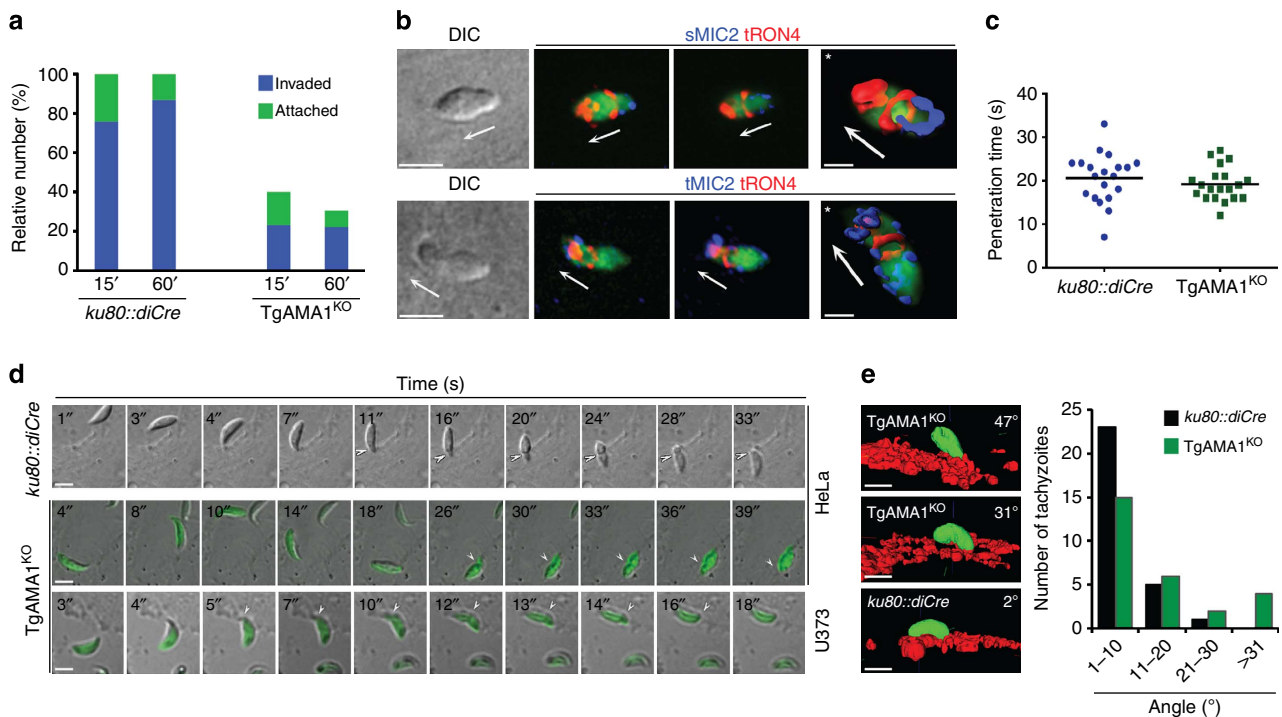 a
Relative number (%)
100
80
60
40
20
0
Invaded
Attached
15′ 60′ 15′ 60′
ku80::diCre TgAMA1KO
b
DIC sMIC2 tRON4
*
DIC tMIC2 tRON4
*
c
Penetration time (s)
40
30
20
10
0
ku80::diCre TgAMA1KO
d
Time (s)
ku80::diCre
1″ 3″ 4″ 7″ 11″ 16″ 20″ 24″ 28″ 33″
HeLa
TgAMA1KO
4″ 8″ 10″ 14″ 18″ 26″ 30″ 33″ 36″ 39″
3″ 4″ 5″ 7″ 10″ 12″ 13″ 14″ 16″ 18″
U373
e
TgAMA1KO 47°
TgAMA1KO 31°
ku80::diCre 2°
Number of tachyzoites
25
20
15
10
5
0
ku80::diCre
TgAMA1KO
1–10 11–20 21–30 >31
Angle (°)